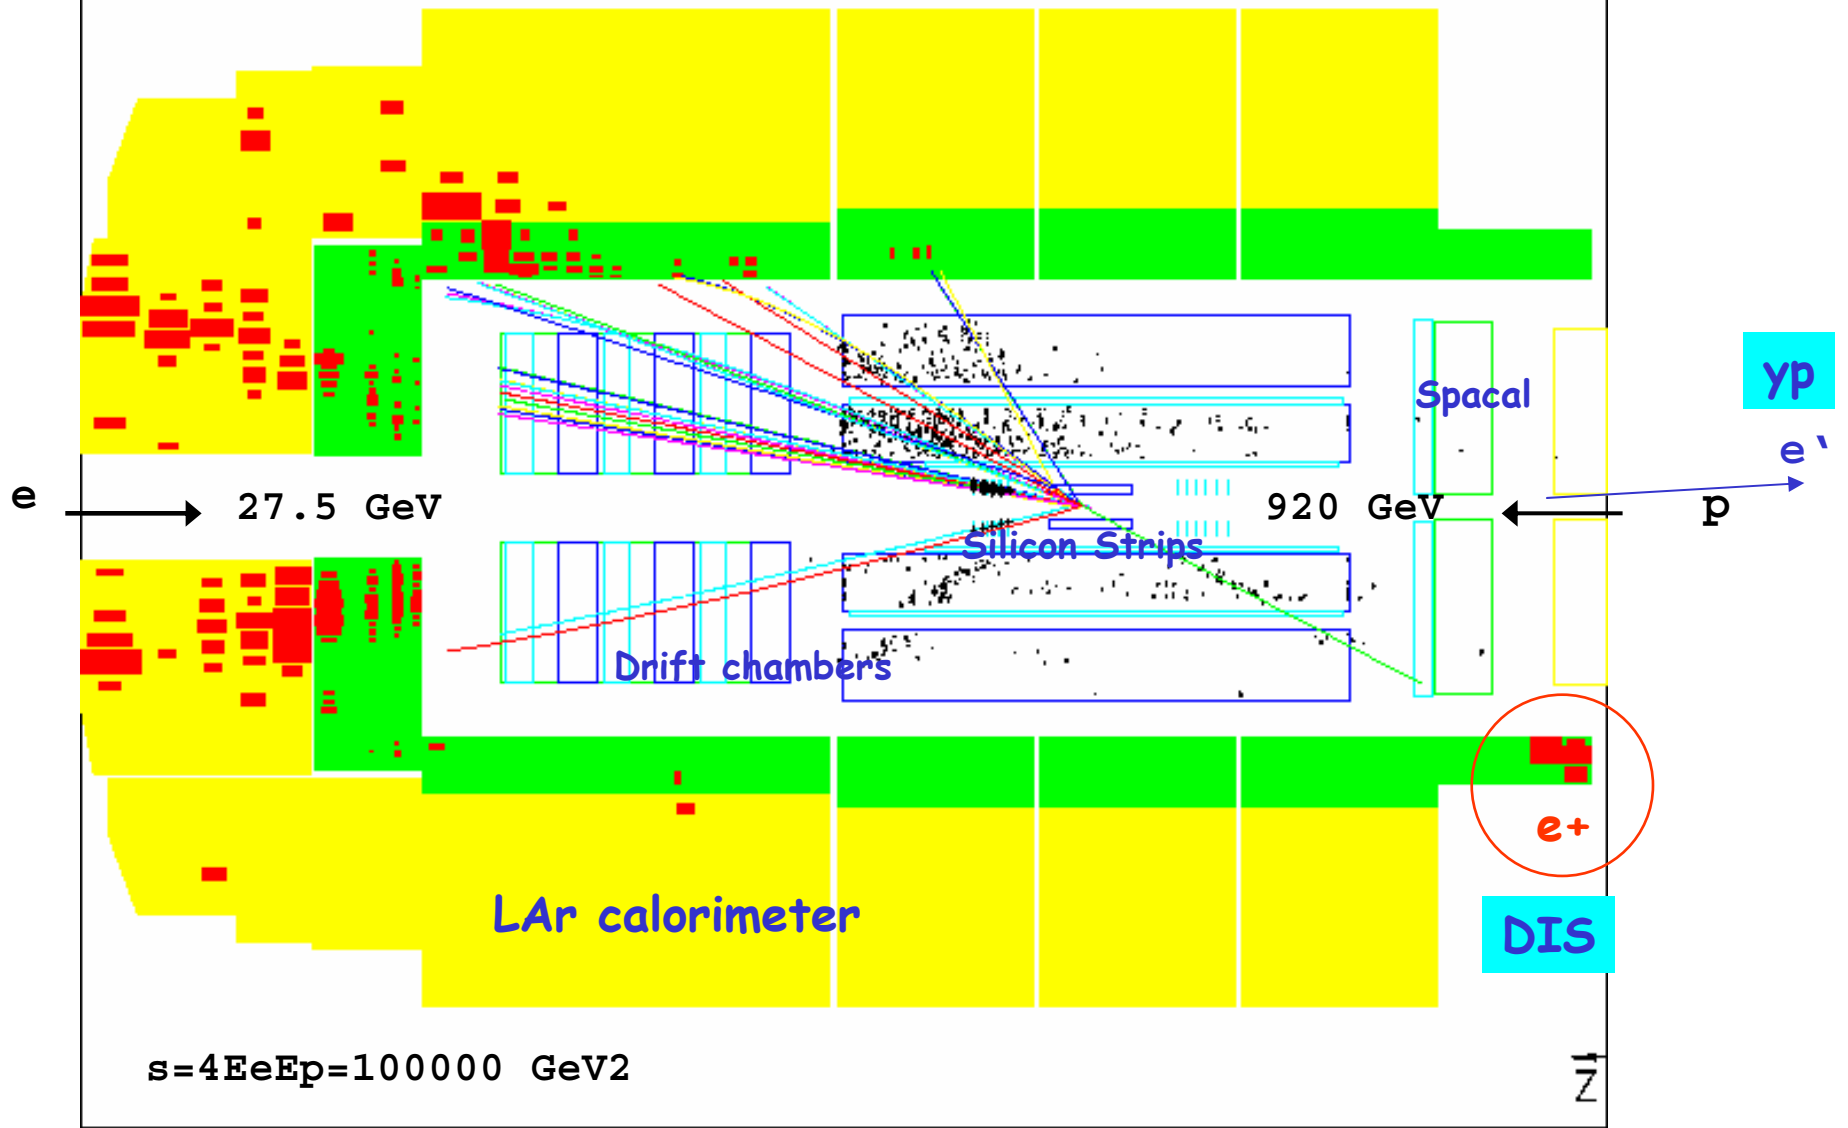 Spacal
γp
e'
e
27.5 GeV
920 GeV
p
Silicon Strips
Drift chambers
e+
LAr calorimeter
DIS
s=4EeEp=100000 GeV2
Z